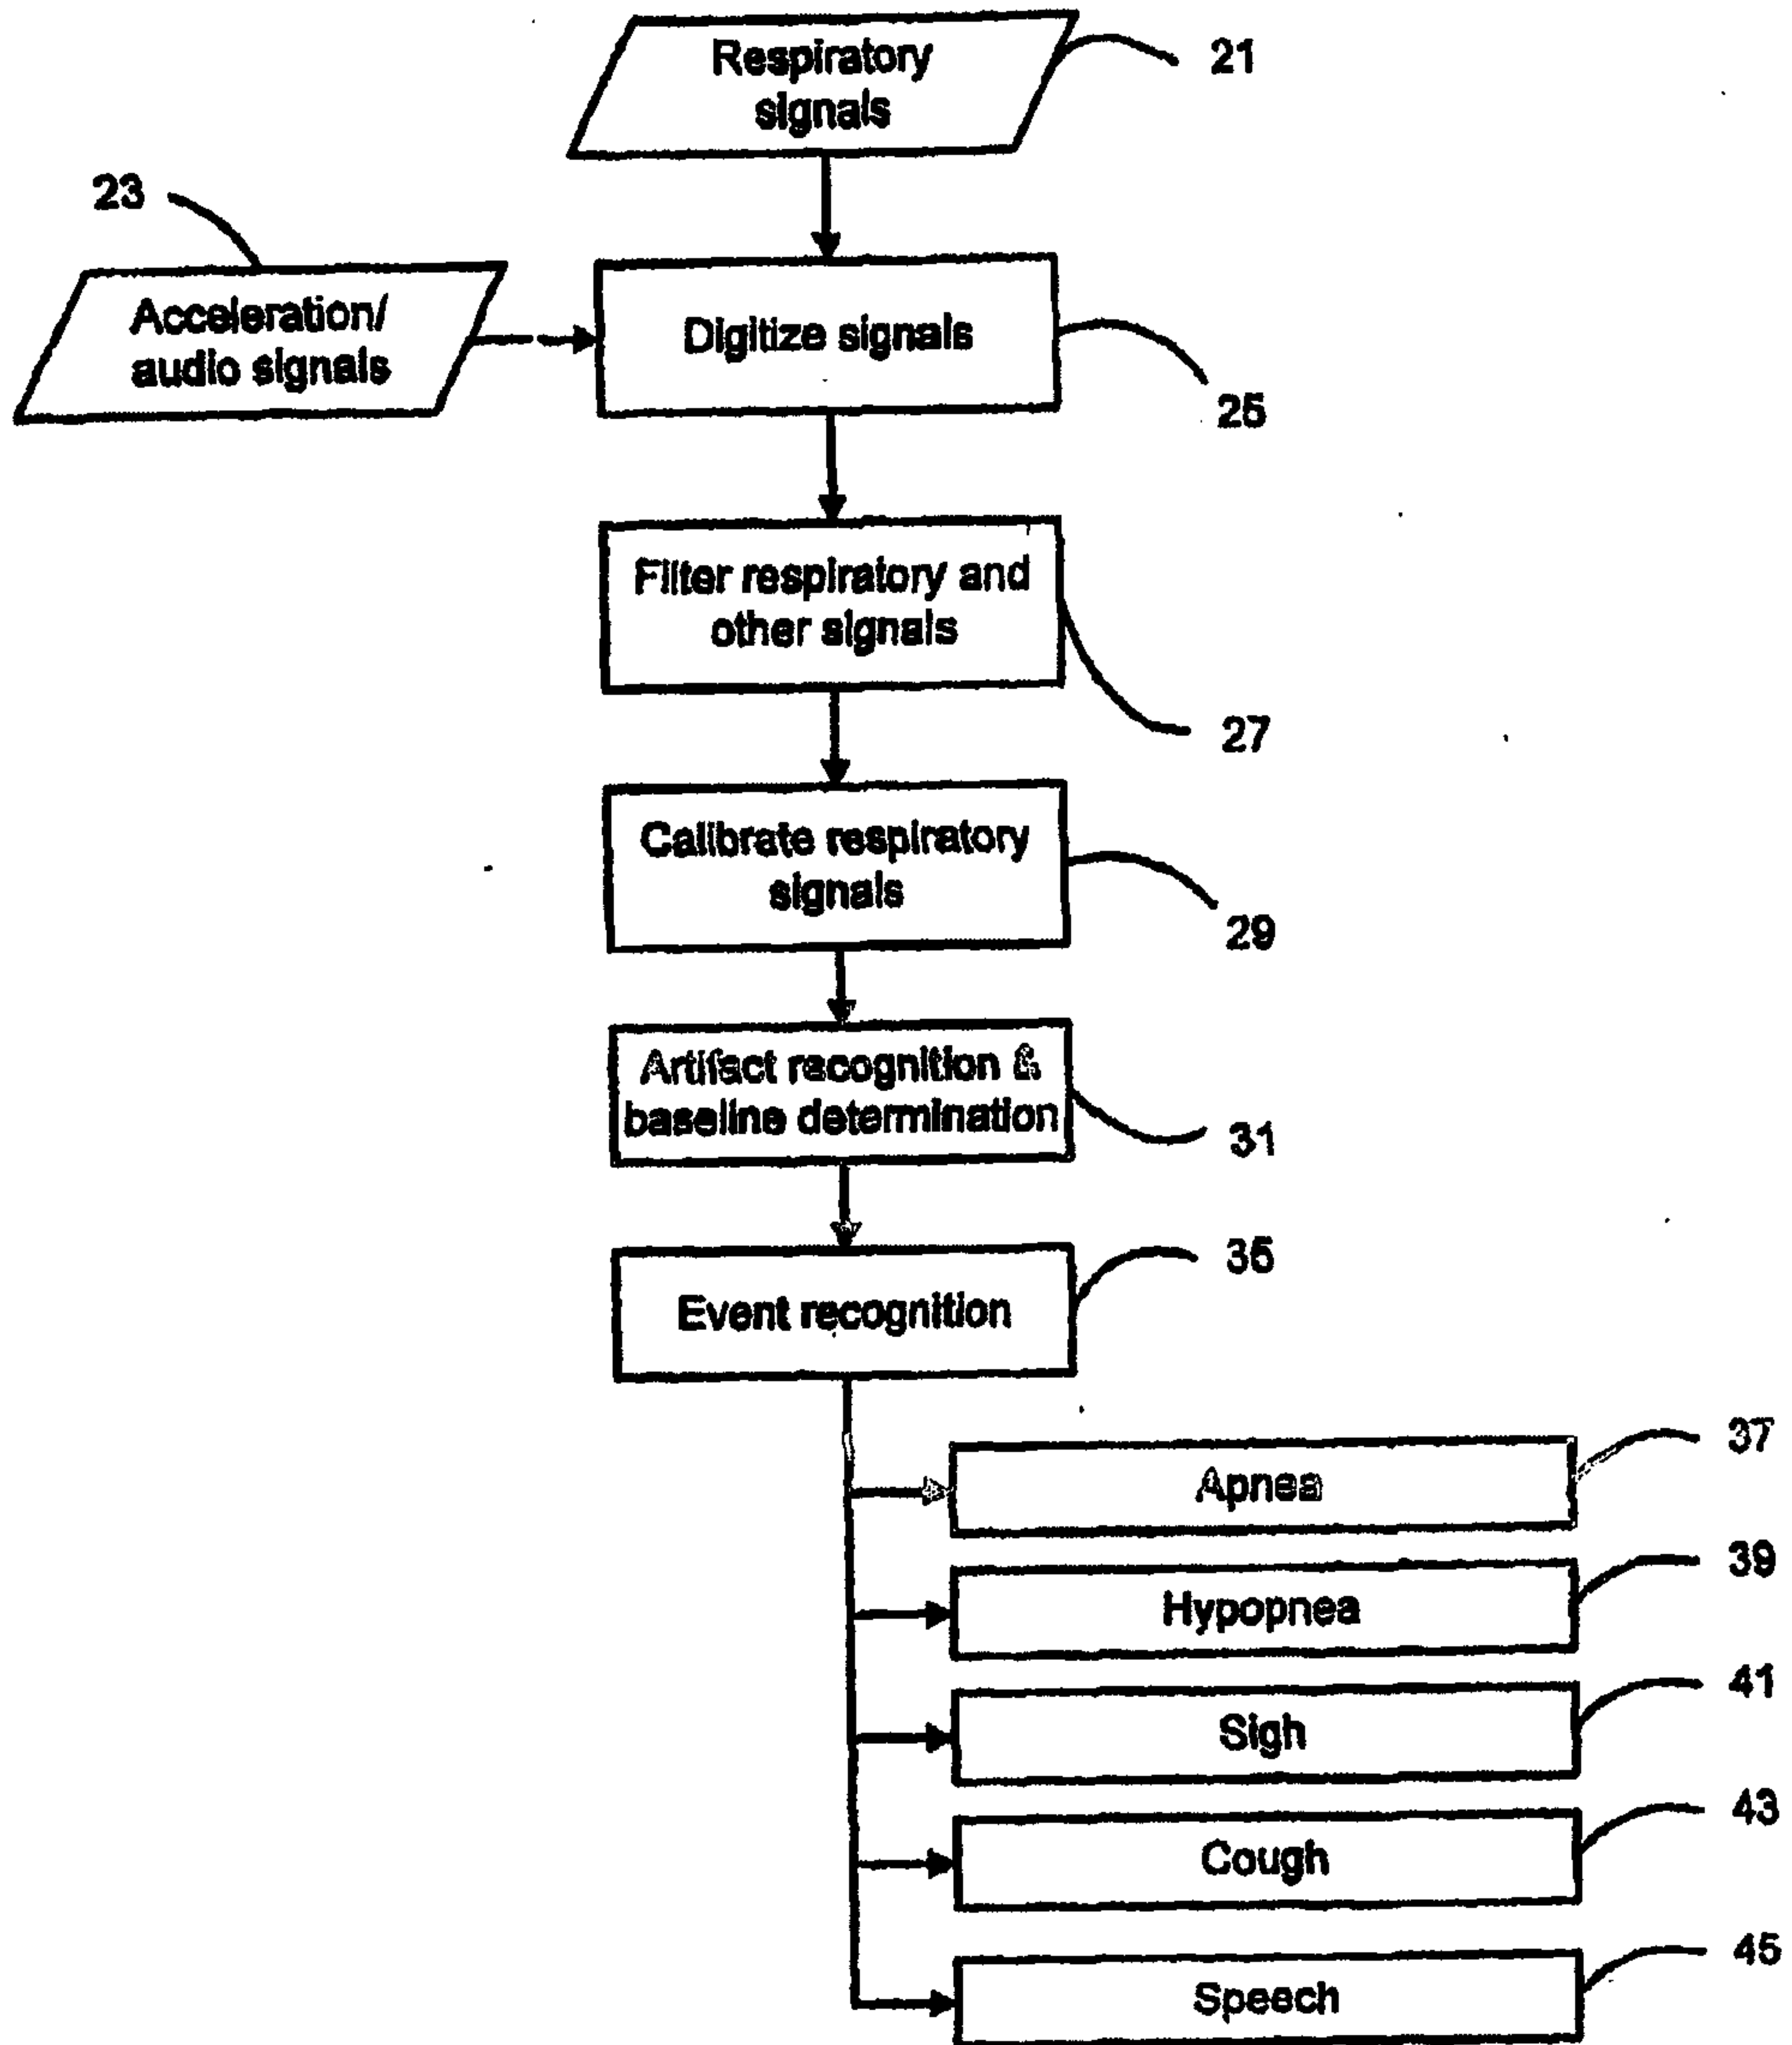 Respiratory
signals
21
23
Acceleration/
audio signals
Digitize signals
25
Filter respiratory and
other signals
27
Calibrate respiratory
signals
29
Artifact recognition &
baseline determination
31
Event recognition
35
Apnea
37
Hypopnea
39
Sigh
41
Cough
43
Speech
45